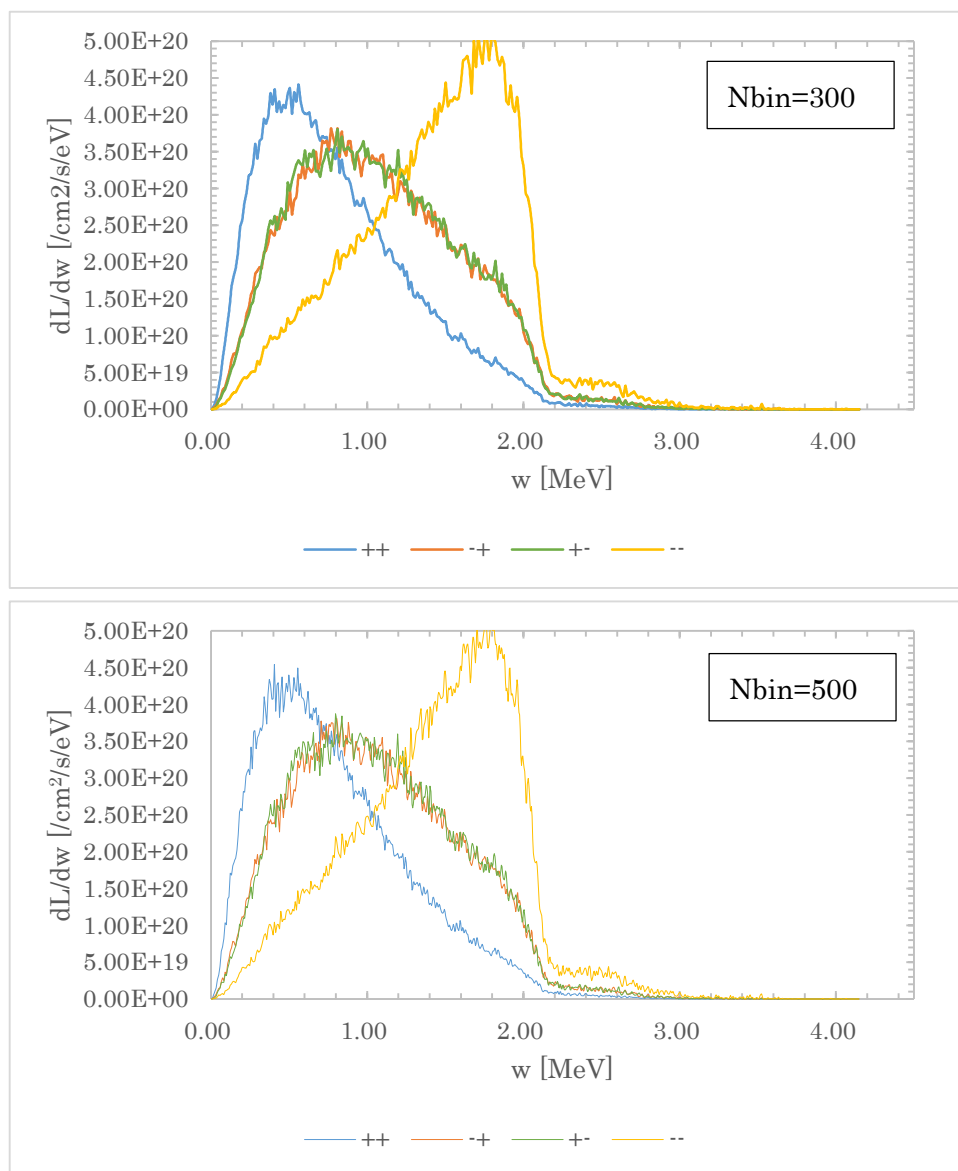 5.00E+20
4.50E+20
4.00E+20
3.50E+20
3.00E+20
2.50E+20
2.00E+20
1.50E+20
1.00E+20
5.00E+19
0.00E+00
dL/dw [/cm2/s/eV]
Nbin=300
0.00 1.00 2.00 3.00 4.00
w [MeV]
++ -+ +- --
5.00E+20
4.50E+20
4.00E+20
3.50E+20
3.00E+20
2.50E+20
2.00E+20
1.50E+20
1.00E+20
5.00E+19
0.00E+00
dL/dw [/cm²/s/eV]
Nbin=500
0.00 1.00 2.00 3.00 4.00
w [MeV]
++ -+ +- --